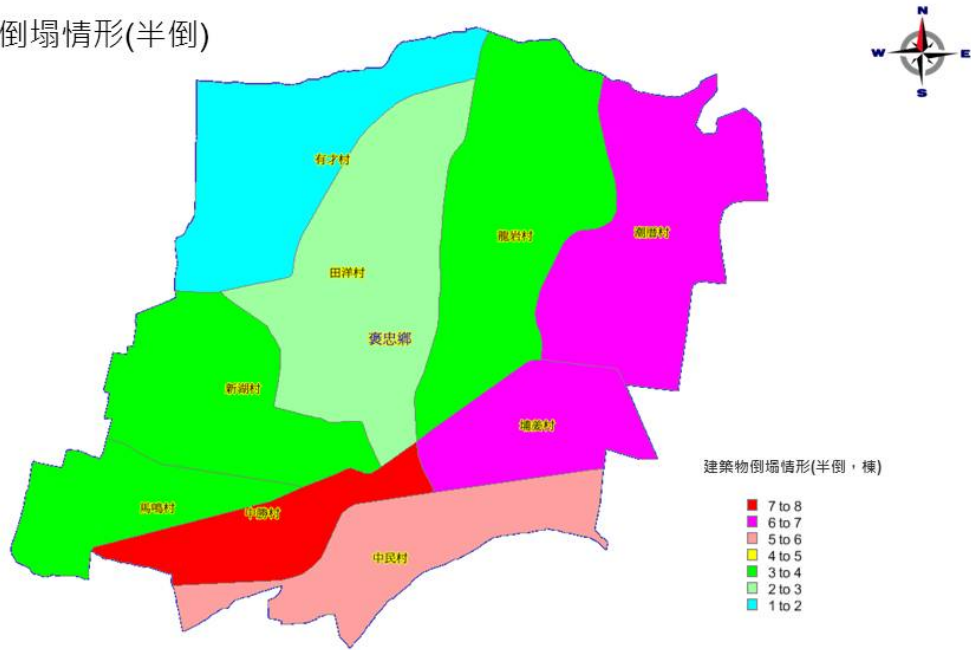 倒塌情形(半倒)
N
W E
S
有才村
龍岩村
潮厝村
田洋村
褒忠鄉
新湖村
埔姜村
馬鳴村
中勝村
中民村
建築物倒塌情形(半倒，棟)
7 to 8
6 to 7
5 to 6
4 to 5
3 to 4
2 to 3
1 to 2